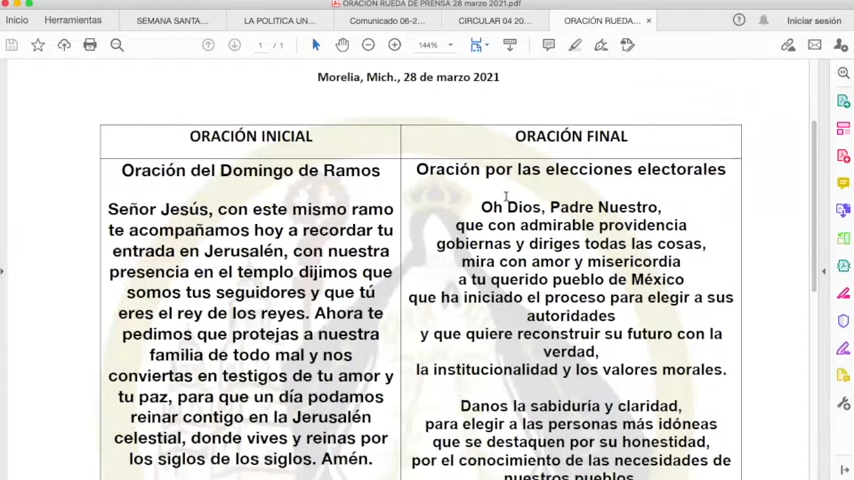 ORACIÓN RUEDA DE PRENSA 28 marzo 2021.pdf
Inicio
Herramientas
SEMANA SANTA...
LA POLITICA UN...
Comunicado 06-2...
CIRCULAR 04 20...
ORACIÓN RUEDA... ×
Iniciar sesión
1 / 1
144%
Morelia, Mich., 28 de marzo 2021
ORACIÓN INICIAL
Oración del Domingo de Ramos
Señor Jesús, con este mismo ramo
te acompañamos hoy a recordar tu
entrada en Jerusalén, con nuestra
presencia en el templo dijimos que
somos tus seguidores y que tú
eres el rey de los reyes. Ahora te
pedimos que protejas a nuestra
familia de todo mal y nos
conviertas en testigos de tu amor y
tu paz, para que un día podamos
reinar contigo en la Jerusalén
celestial, donde vives y reinas por
los siglos de los siglos. Amén.
ORACIÓN FINAL
Oración por las elecciones electorales
Oh Dios, Padre Nuestro,
que con admirable providencia
gobiernas y diriges todas las cosas,
mira con amor y misericordia
a tu querido pueblo de México
que ha iniciado el proceso para elegir a sus
autoridades
y que quiere reconstruir su futuro con la
verdad,
la institucionalidad y los valores morales.
Danos la sabiduría y claridad,
para elegir a las personas más idóneas
que se destaquen por su honestidad,
por el conocimiento de las necesidades de
nuestros pueblos